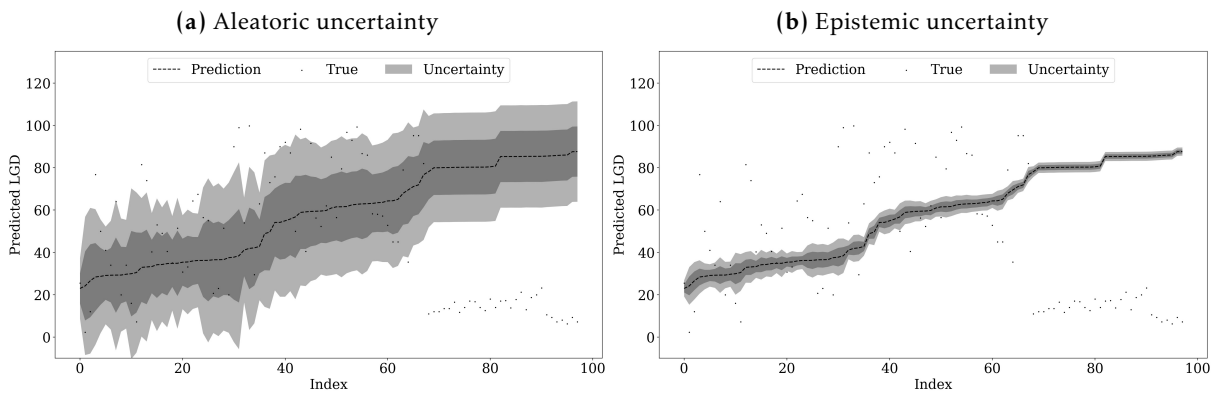 (a) Aleatoric uncertainty
Prediction True Uncertainty
120
100
80
60
40
20
0
Predicted LGD
0 20 40 60 80 100
Index
(b) Epistemic uncertainty
Prediction True Uncertainty
120
100
80
60
40
20
0
Predicted LGD
0 20 40 60 80 100
Index